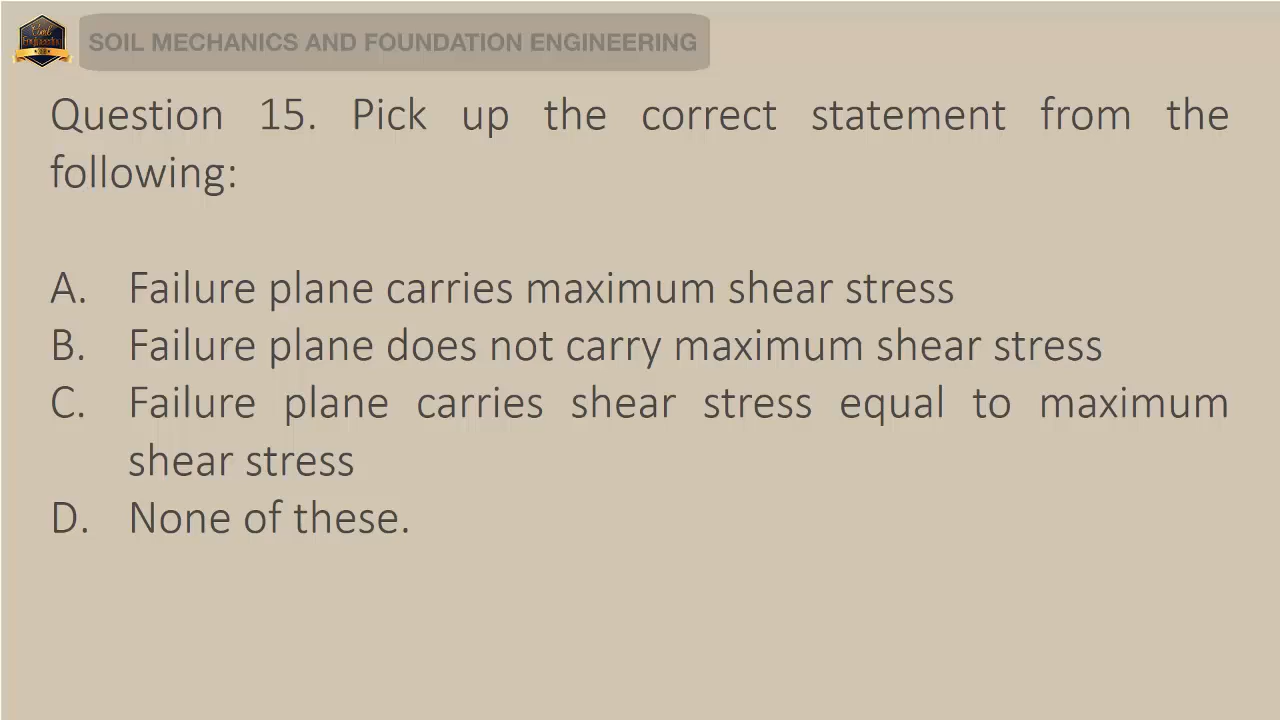 Civil
Engineering
SOIL MECHANICS AND FOUNDATION ENGINEERING
Question 15. Pick up the correct statement from the
following:
A. Failure plane carries maximum shear stress
B. Failure plane does not carry maximum shear stress
C. Failure plane carries shear stress equal to maximum
shear stress
D. None of these.